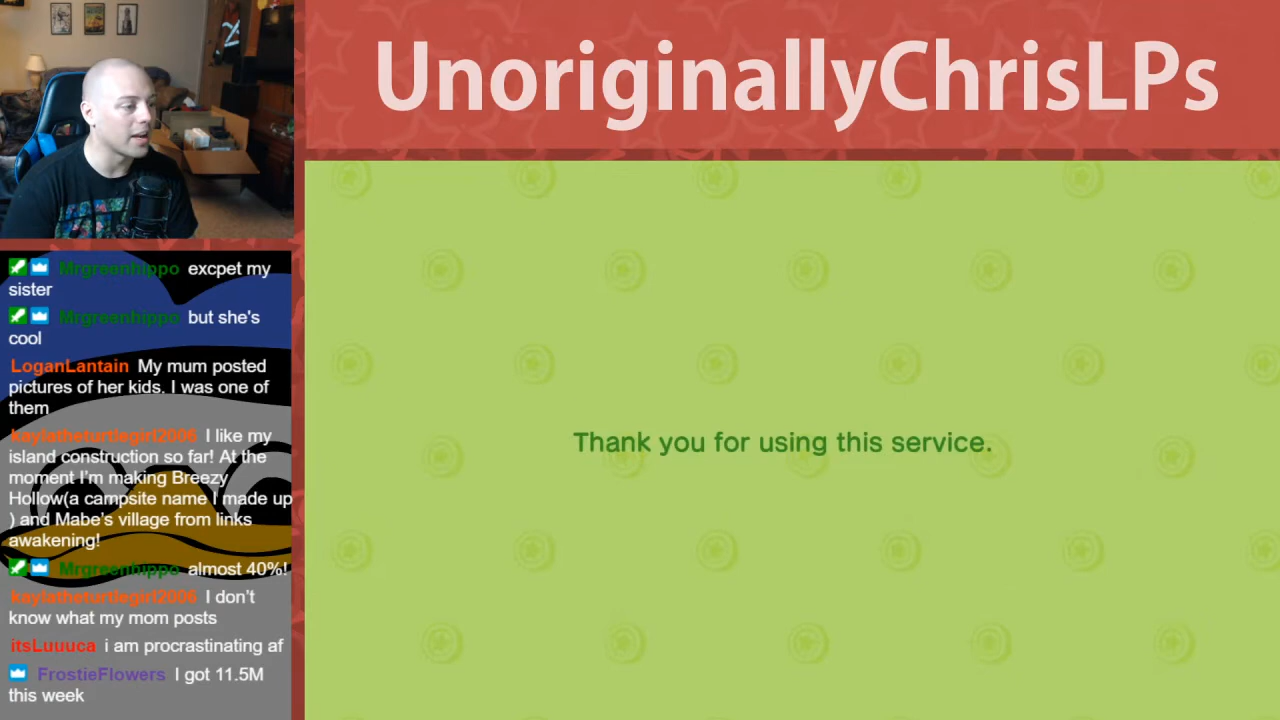 UnoriginallyChrisLPs
Mrgreenhippo excpet my
sister
Mrgreenhippo but she's
cool
LoganLantain My mum posted
pictures of her kids. I was one of
them
kaylatheturtlegirl2006 I like my
island construction so far! At the
moment I'm making Breezy
Hollow(a campsite name I made up
) and Mabe's village from links
awakening!
Mrgreenhippo almost 40%!
kaylatheturtlegirl2006 I don't
know what my mom posts
itsLuuuca i am procrastinating af
FrostieFlowers I got 11.5M
this week
Thank you for using this service.